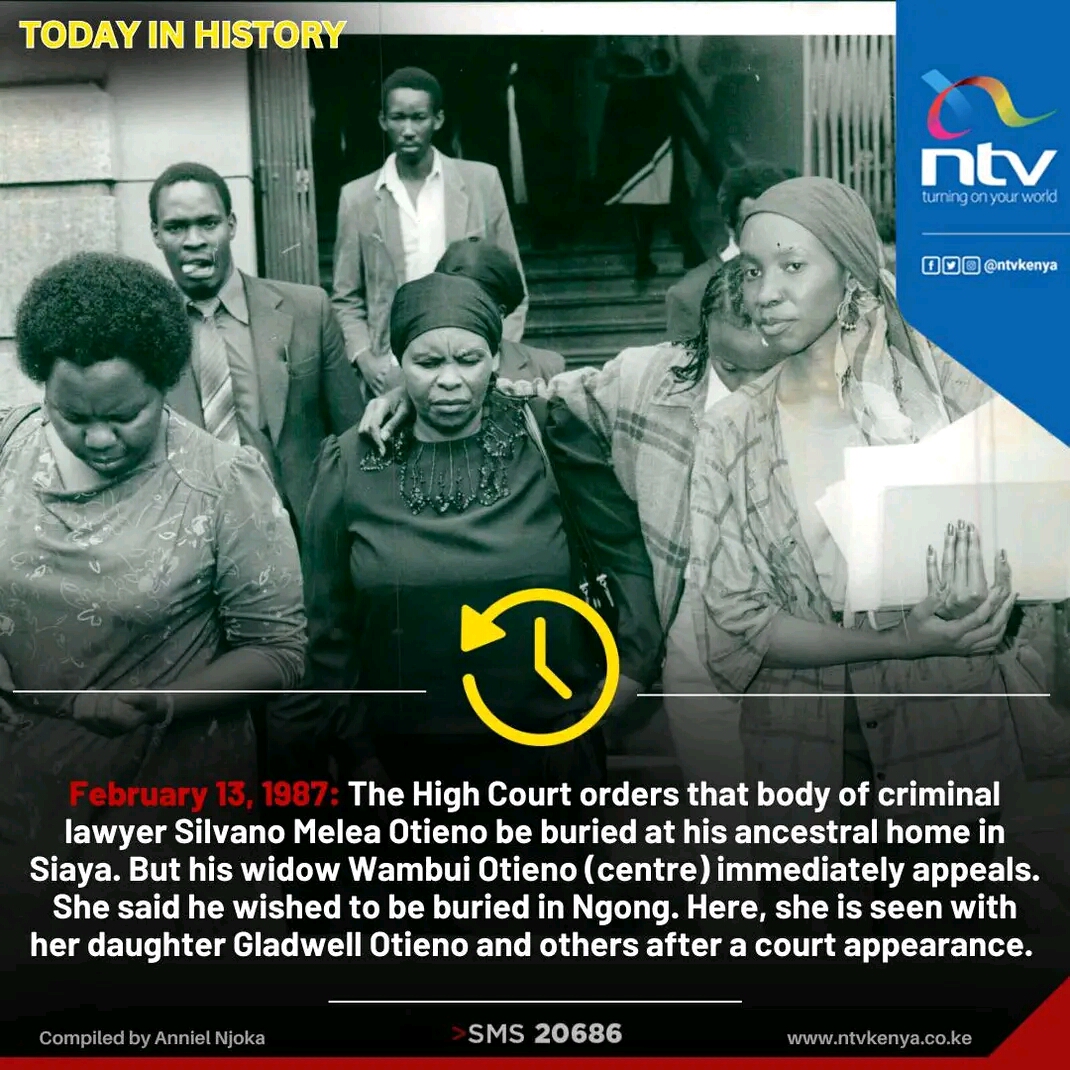 TODAY IN HISTORY
ntv
turning on your world
@ntvkenya
February 13, 1987: The High Court orders that body of criminal
lawyer Silvano Melea Otieno be buried at his ancestral home in
Siaya. But his widow Wambui Otieno (centre) immediately appeals.
She said he wished to be buried in Ngong. Here, she is seen with
her daughter Gladwell Otieno and others after a court appearance.
Compiled by Anniel Njoka
>SMS 20686
www.ntvkenya.co.ke